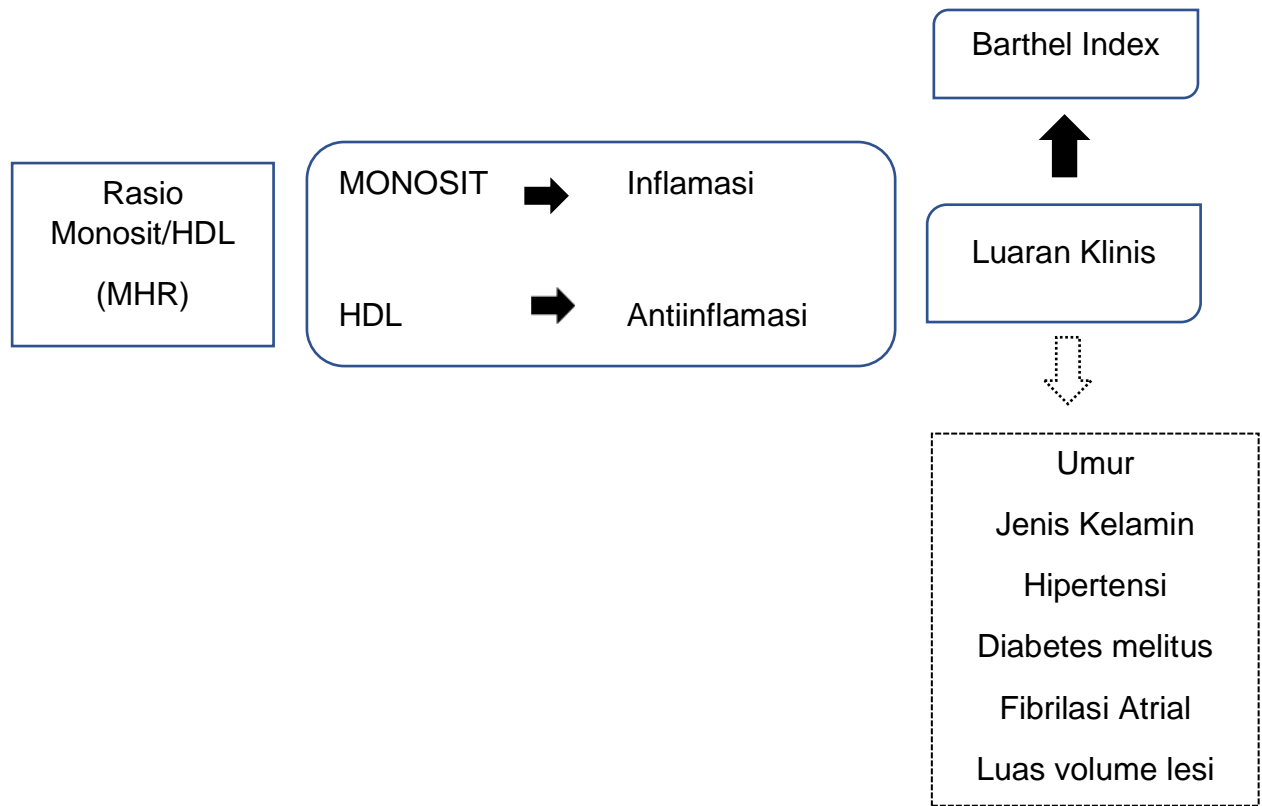 Barthel Index
Rasio
Monosit/HDL
(MHR)
MONOSIT
Inflamasi
HDL
Antiinflamasi
Luaran Klinis
Umur
Jenis Kelamin
Hipertensi
Diabetes melitus
Fibrilasi Atrial
Luas volume lesi